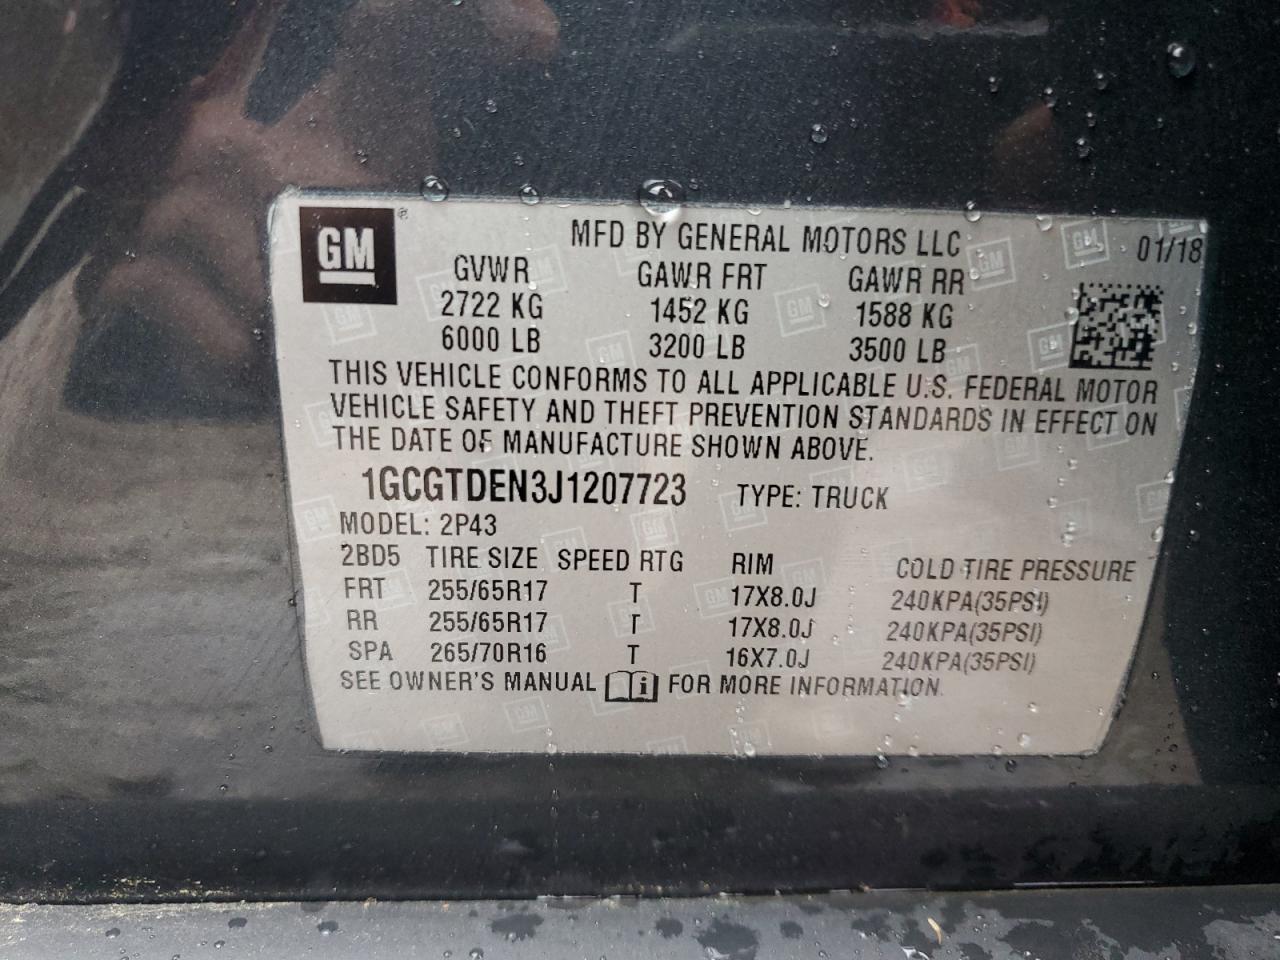 GM®
MFD BY GENERAL MOTORS LLC 01/18
GVWR GAWR FRT GAWR RR
2722 KG 1452 KG 1588 KG
6000 LB 3200 LB 3500 LB
THIS VEHICLE CONFORMS TO ALL APPLICABLE U.S. FEDERAL MOTOR
VEHICLE SAFETY AND THEFT PREVENTION STANDARDS IN EFFECT ON
THE DATE OF MANUFACTURE SHOWN ABOVE.
1GCGTDEN3J1207723 TYPE: TRUCK
MODEL: 2P43
2BD5 TIRE SIZE SPEED RTG RIM COLD TIRE PRESSURE
FRT 255/65R17 T 17X8.0J 240KPA(35PSI)
RR 255/65R17 T 17X8.0J 240KPA(35PSI)
SPA 265/70R16 T 16X7.0J 240KPA(35PSI)
SEE OWNER'S MANUAL i FOR MORE INFORMATION.